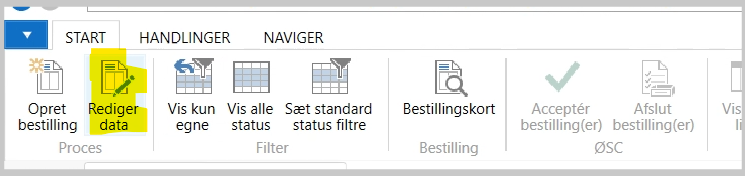 START HANDLINGER NAVIGER
Opret bestilling
Rediger data
Vis kun egne
Vis alle status
Sæt standard status filtre
Bestillingskort
Acceptér bestilling(er)
Afslut bestilling(er)
Vis
li
Proces
Filter
Bestilling
ØSC